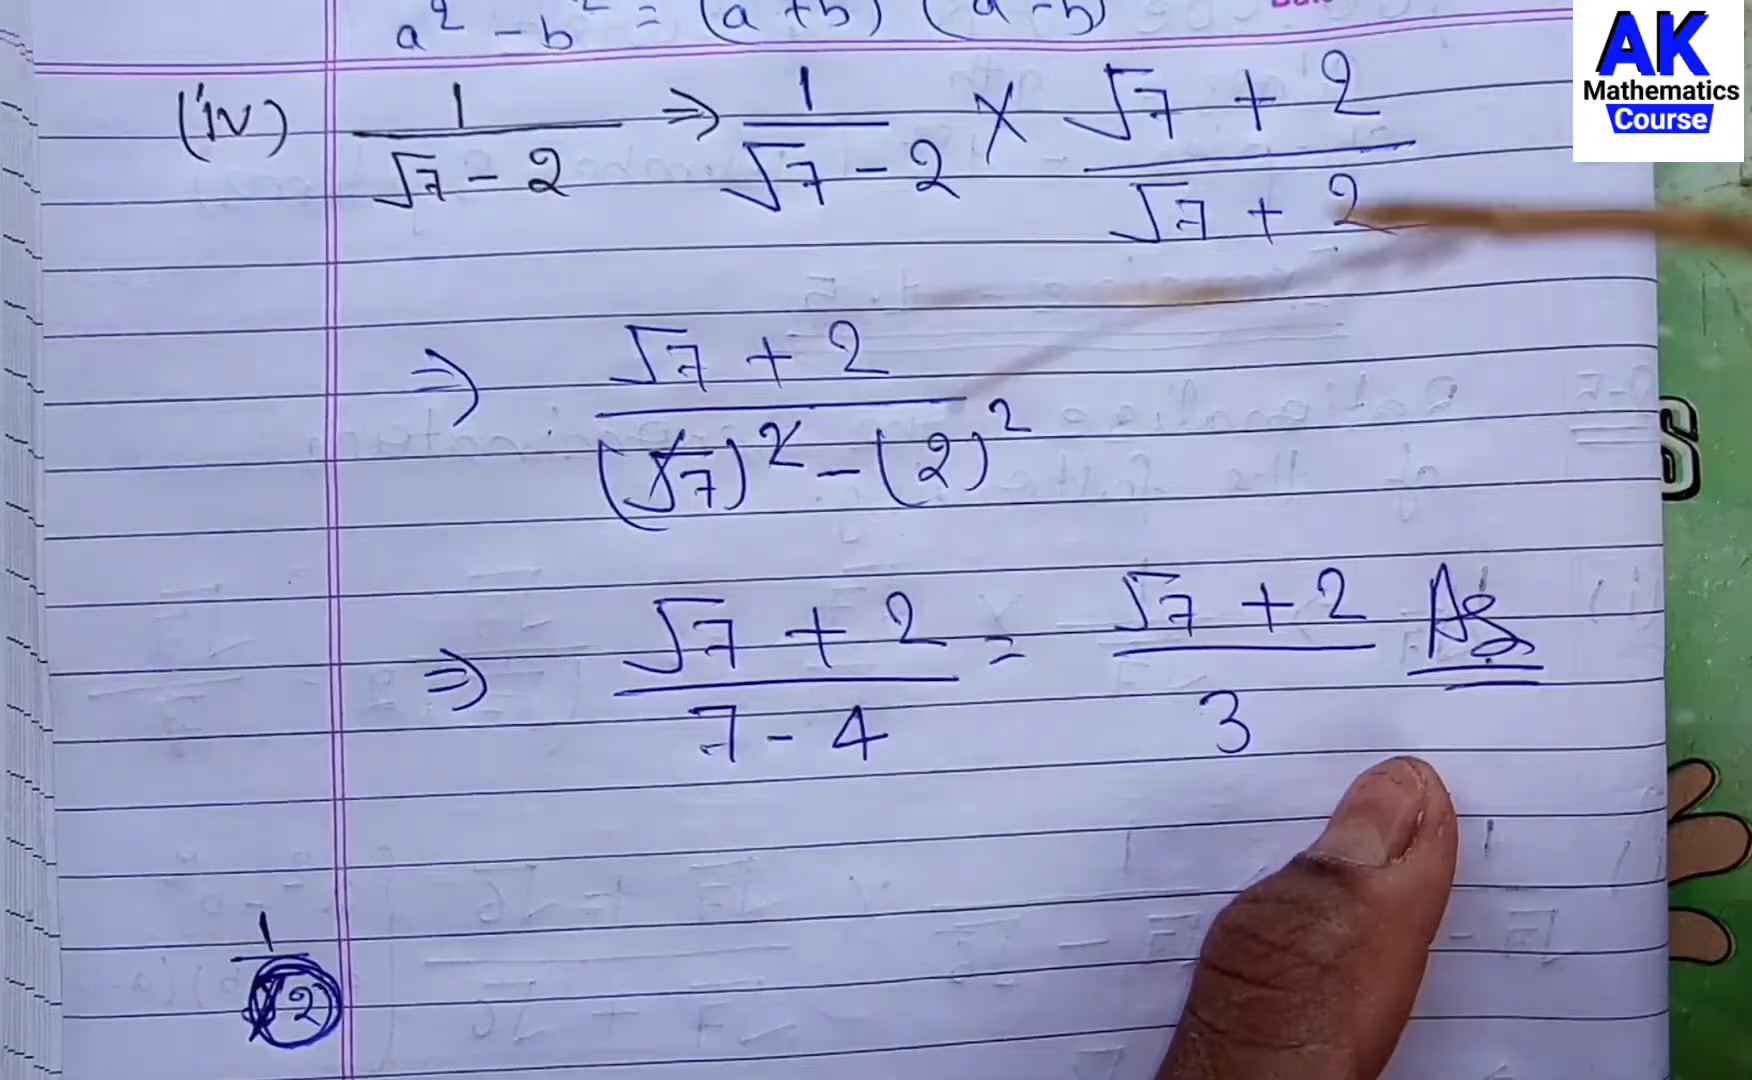 a² - b² = (a + b) (a - b)
AK
Mathematics
Course
(iv) 1/(√7 - 2) ⇒ 1/(√7 - 2) × (√7 + 2)/(√7 + 2)
⇒ (√7 + 2)/((√7)² - (2)²)
⇒ (√7 + 2)/(7 - 4) = (√7 + 2)/3 As
S
1/√2